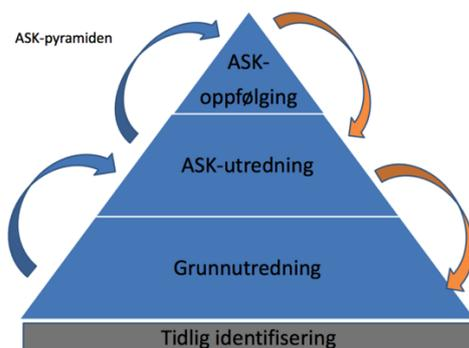 ASK-pyramiden
ASK-
oppfølging
ASK-utredning
Grunnutredning
Tidlig identifisering